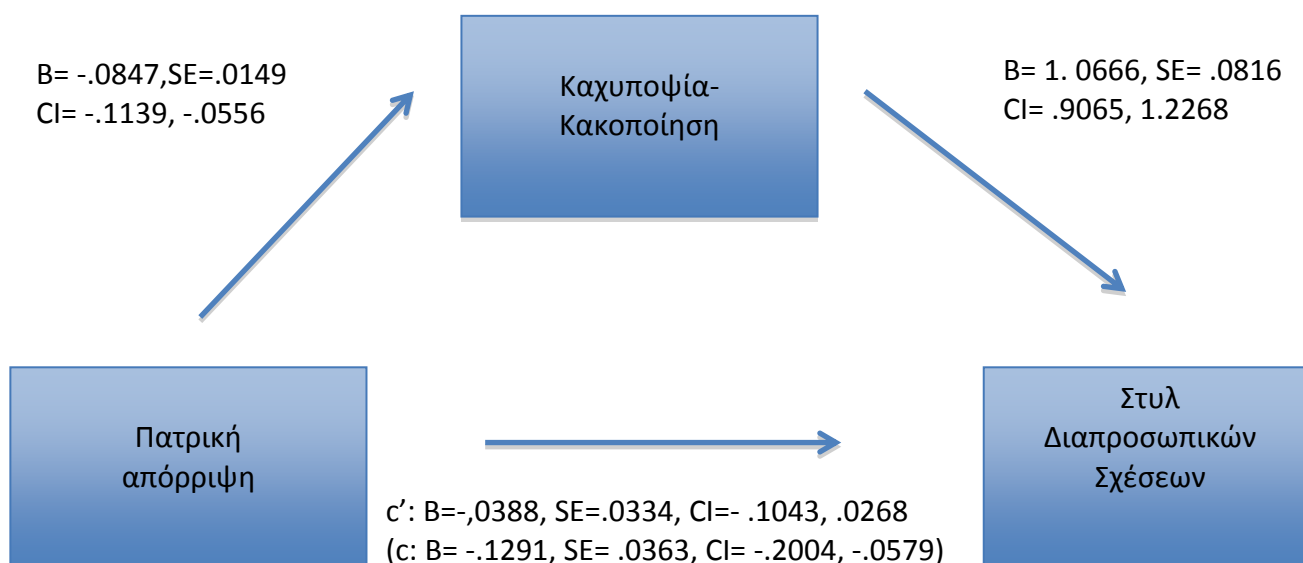 B= -.0847,SE=.0149
CI= -.1139, -.0556
Καχυποψία-
Κακοποίηση
B= 1. 0666, SE= .0816
CI= .9065, 1.2268
Πατρική
απόρριψη
Στυλ
Διαπροσωπικών
Σχέσεων
c’: B=-,0388, SE=.0334, CI=- .1043, .0268
(c: B= -.1291, SE= .0363, CI= -.2004, -.0579)